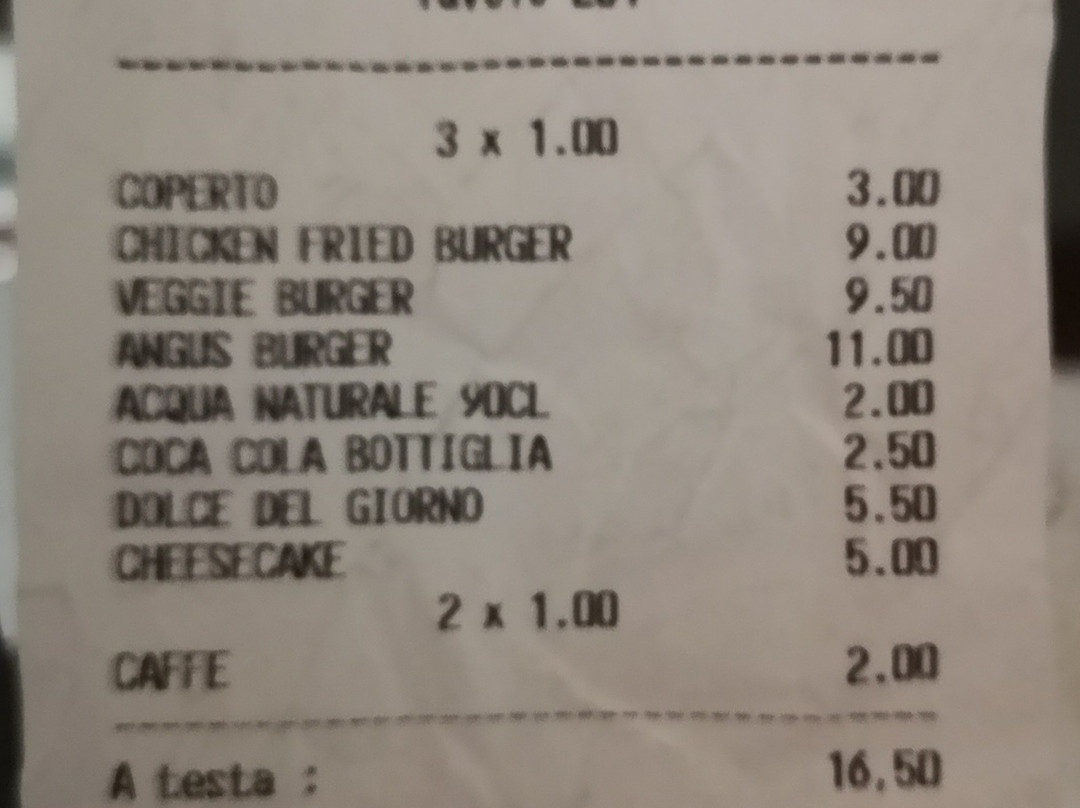 3 x 1.00
COPERTO 3.00
CHICKEN FRIED BURGER 9.00
VEGGIE BURGER 9.50
ANGUS BURGER 11.00
ACQUA NATURALE 90CL 2.00
COCA COLA BOTTIGLIA 2.50
DOLCE DEL GIORNO 5.50
CHEESECAKE 5.00
2 x 1.00
CAFFE 2.00
A testa : 16,50